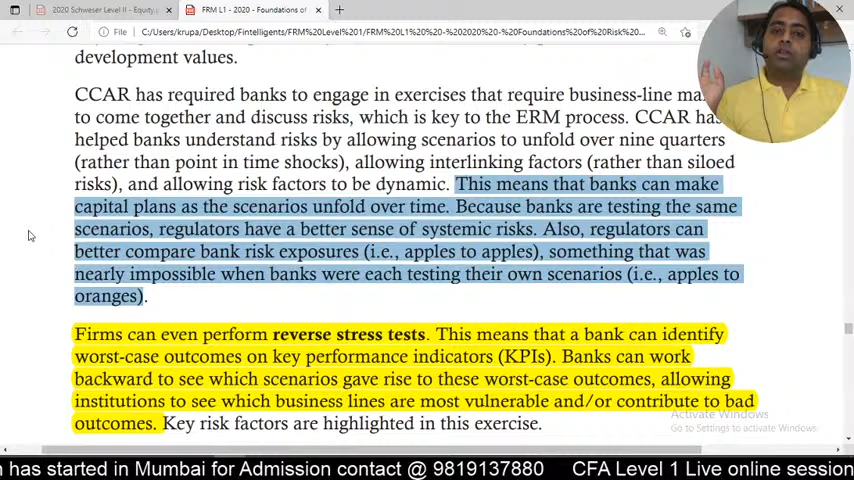 2020 Schweser Level II - Equity.p
FRM L1 - 2020 - Foundations of
File
C:/Users/krupa/Desktop/Fintelligents/FRM%20Level%201/FRM%20L1%20-%202020%20-%20Foundations%20of%20Risk...
development values.
CCAR has required banks to engage in exercises that require business-line ma
to come together and discuss risks, which is key to the ERM process. CCAR has
helped banks understand risks by allowing scenarios to unfold over nine quarters
(rather than point in time shocks), allowing interlinking factors (rather than siloed
risks), and allowing risk factors to be dynamic. This means that banks can make
capital plans as the scenarios unfold over time. Because banks are testing the same
scenarios, regulators have a better sense of systemic risks. Also, regulators can
better compare bank risk exposures (i.e., apples to apples), something that was
nearly impossible when banks were each testing their own scenarios (i.e., apples to
oranges).
Firms can even perform reverse stress tests. This means that a bank can identify
worst-case outcomes on key performance indicators (KPIs). Banks can work
backward to see which scenarios gave rise to these worst-case outcomes, allowing
institutions to see which business lines are most vulnerable and/or contribute to bad
outcomes. Key risk factors are highlighted in this exercise.
Activate Windows
Go to Settings to activate Windows.
n has started in Mumbai for Admission contact @ 9819137880 CFA Level 1 Live online session